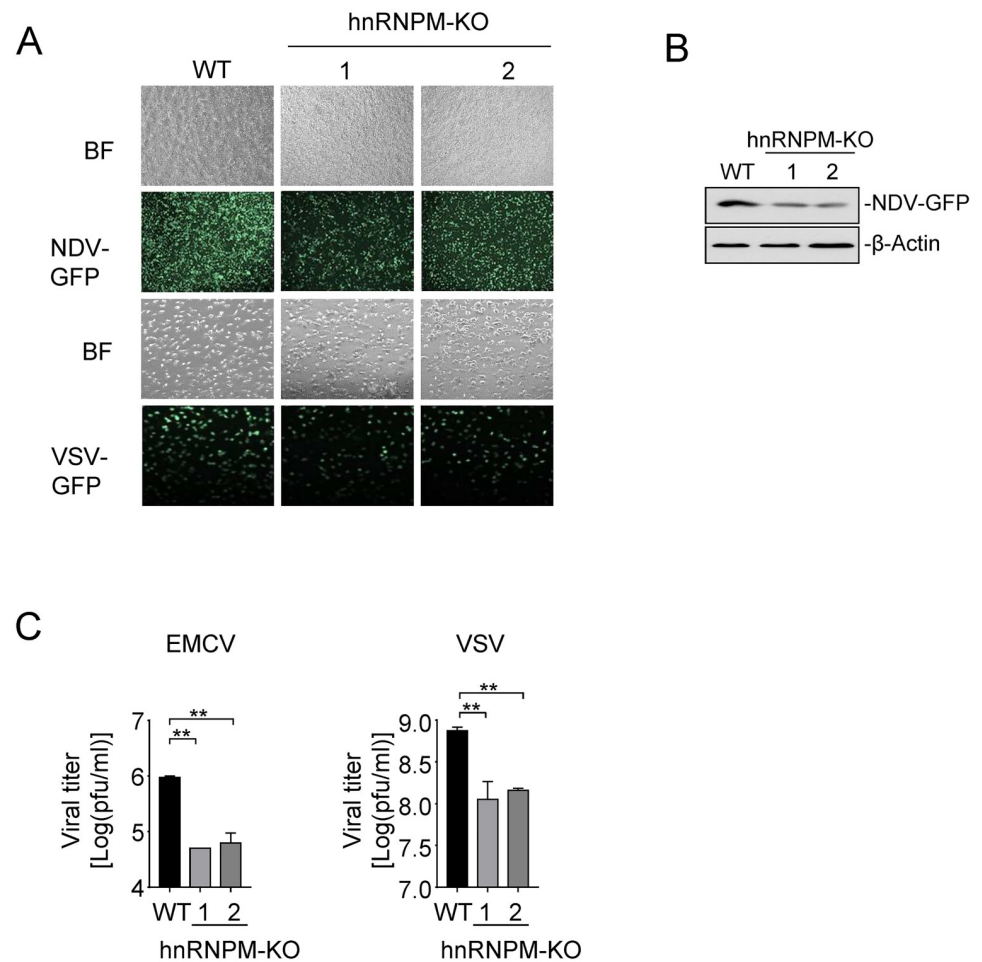 A
hnRNPM-KO
WT 1 2
BF
NDV-
GFP
BF
VSV-
GFP
B
hnRNPM-KO
WT 1 2
-NDV-GFP
-β-Actin
C
EMCV
Viral titer
[Log(pfu/ml)]
7
6
5
4
**
**
WT 1 2
hnRNPM-KO
VSV
Viral titer
[Log(pfu/ml)]
9.0
8.5
8.0
7.5
7.0
**
**
WT 1 2
hnRNPM-KO